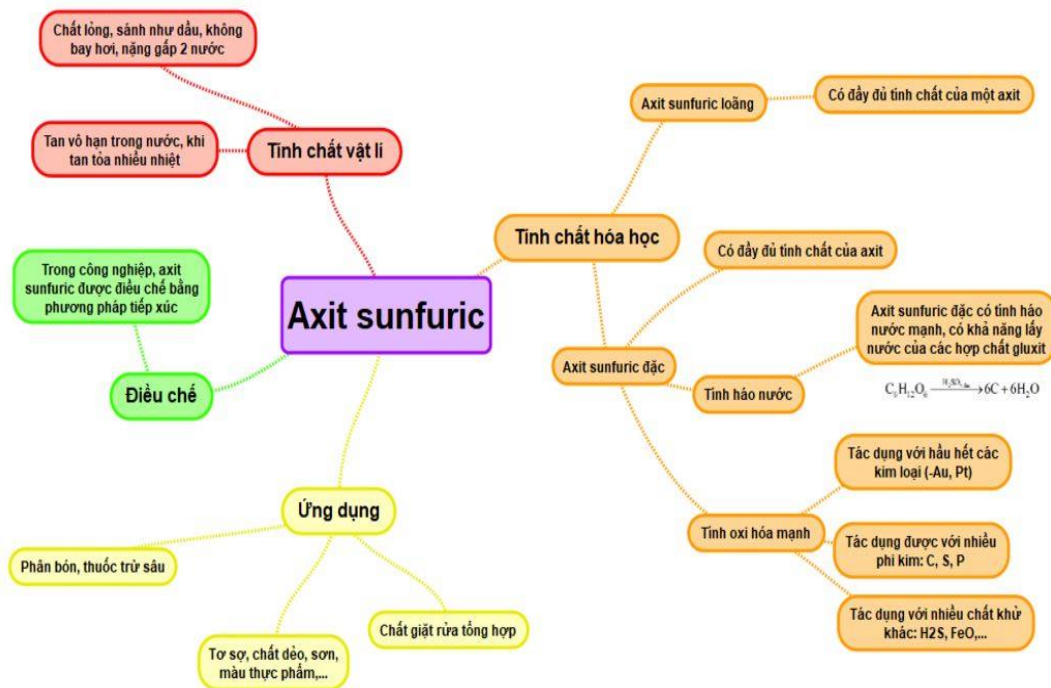 Axit sunfuric
Tính chất vật lí
Chất lỏng, sánh như dầu, không
bay hơi, nặng gấp 2 nước
Tan vô hạn trong nước, khi
tan tỏa nhiều nhiệt
Điều chế
Trong công nghiệp, axit
sunfuric được điều chế bằng
phương pháp tiếp xúc
Ứng dụng
Phân bón, thuốc trừ sâu
Tơ sợ, chất dẻo, sơn,
màu thực phẩm,...
Chất giặt rửa tổng hợp
Tính chất hóa học
Axit sunfuric loãng
Có đầy đủ tính chất của một axit
Axit sunfuric đặc
Có đầy đủ tính chất của axit
Tính háo nước
Axit sunfuric đặc có tính háo
nước mạnh, có khả năng lấy
nước của các hợp chất gluxit
→6C+6H₂O
Tính oxi hóa mạnh
Tác dụng với hầu hết các
kim loại (-Au, Pt)
Tác dụng được với nhiều
phi kim: C, S, P
Tác dụng với nhiều chất khử
khác: H2S, FeO,...